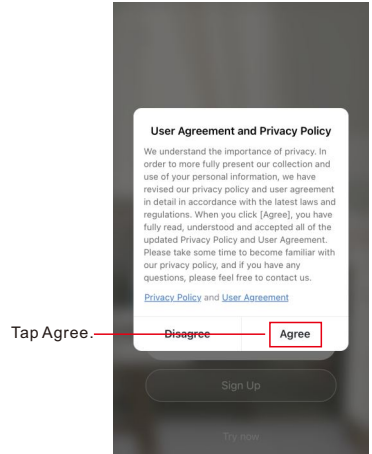 User Agreement and Privacy Policy
We understand the importance of privacy. In
order to more fully present our collection and
use of your personal information, we have
revised our privacy policy and user agreement
in detail in accordance with the latest laws and
regulations. When you click [Agree], you have
fully read, understood and accepted all of the
updated Privacy Policy and User Agreement.
Please take some time to become familiar with
our privacy policy, and if you have any
questions, please feel free to contact us.
Privacy Policy and User Agreement
Tap Agree.
Disagree Agree
Sign Up
Try now